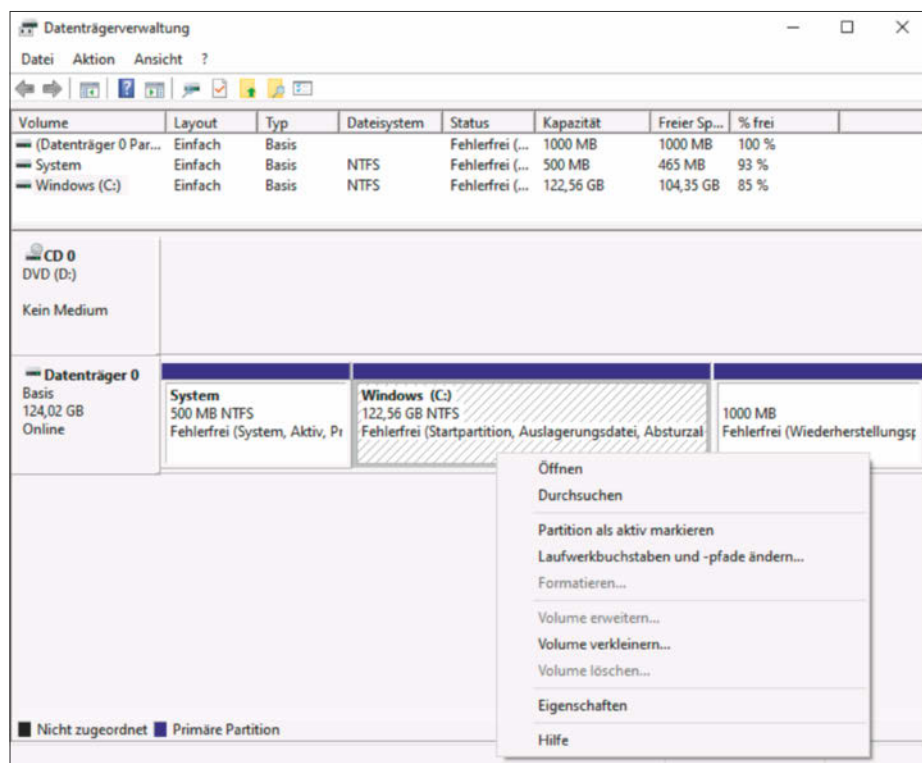 Datenträgerverwaltung
Datei Aktion Ansicht ?
Volume Layout Typ Dateisystem Status Kapazität Freier Sp... % frei
(Datenträger 0 Par... Einfach Basis Fehlerfrei (... 1000 MB 1000 MB 100 %
System Einfach Basis NTFS Fehlerfrei (... 500 MB 465 MB 93 %
Windows (C:) Einfach Basis NTFS Fehlerfrei (... 122,56 GB 104,35 GB 85 %
CD 0
DVD (D:)
Kein Medium
Datenträger 0
Basis
124,02 GB
Online
System
500 MB NTFS
Fehlerfrei (System, Aktiv, Pr
Windows (C:)
122,56 GB NTFS
Fehlerfrei (Startpartition, Auslagerungsdatei, Absturzal
1000 MB
Fehlerfrei (Wiederherstellungsp
Öffnen
Durchsuchen
Partition als aktiv markieren
Laufwerkbuchstaben und -pfade ändern...
Formatieren...
Volume erweitern...
Volume verkleinern...
Volume löschen...
Eigenschaften
Hilfe
Nicht zugeordnet Primäre Partition